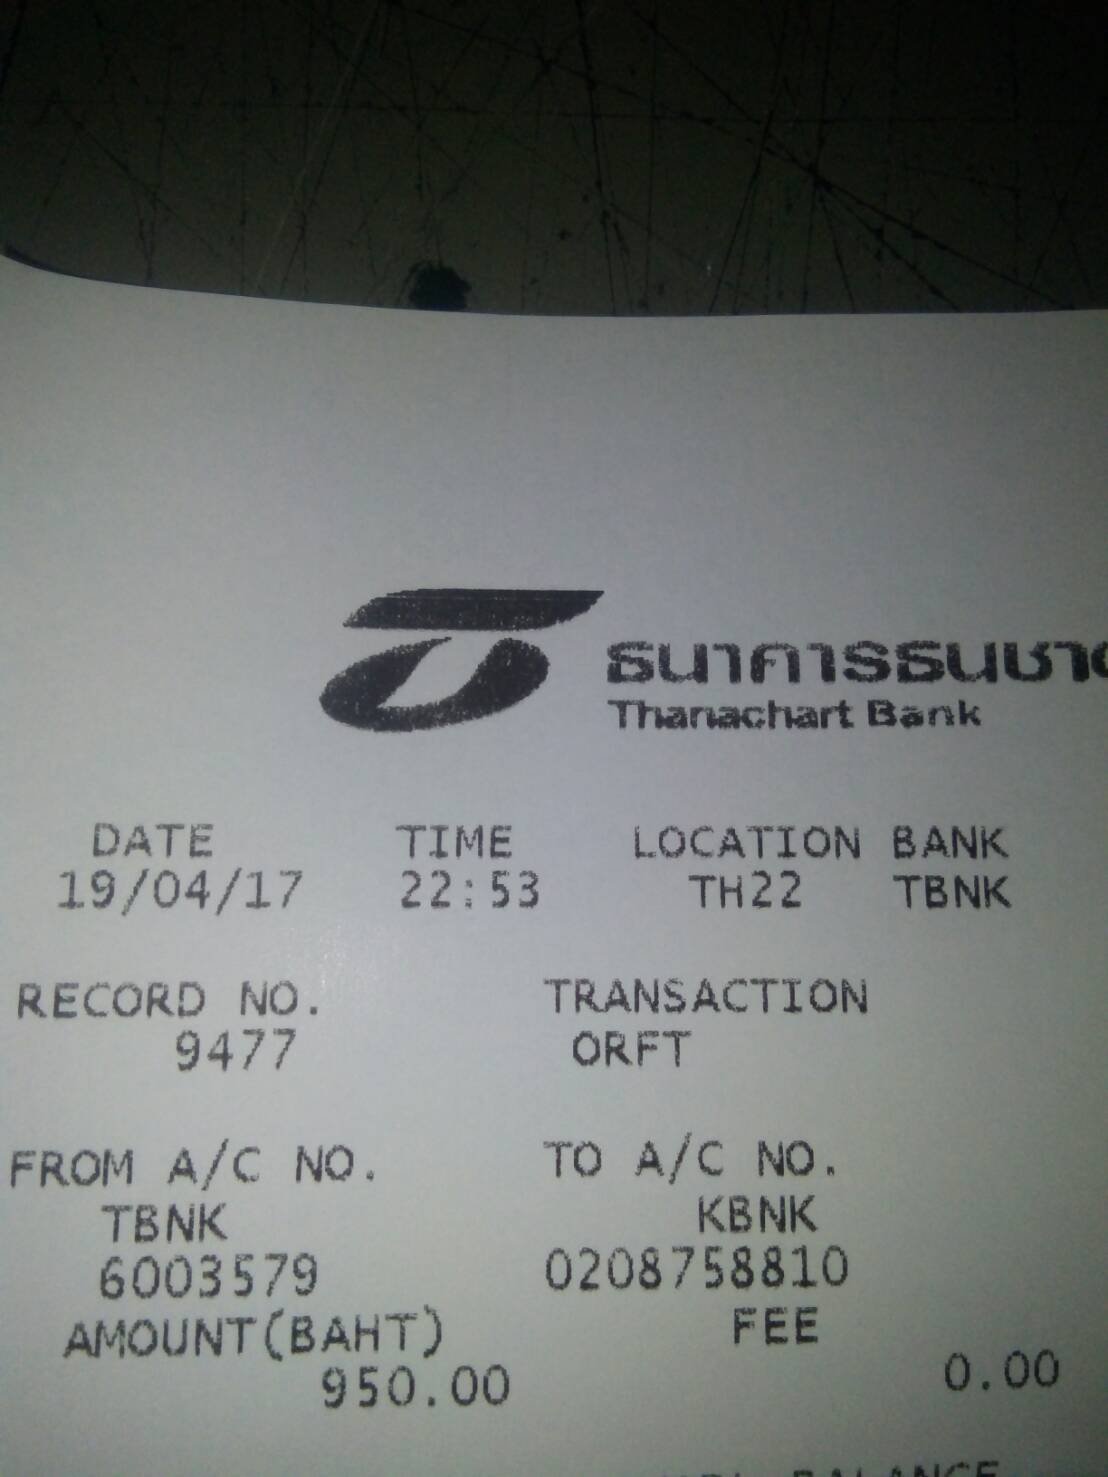 ธนาคารธนชาต
Thanachart Bank
DATE TIME LOCATION BANK
19/04/17 22:53 TH22 TBNK
RECORD NO. TRANSACTION
9477 ORFT
FROM A/C NO. TO A/C NO.
TBNK KBNK
6003579 0208758810
AMOUNT(BAHT) FEE
950.00 0.00
BALANCE